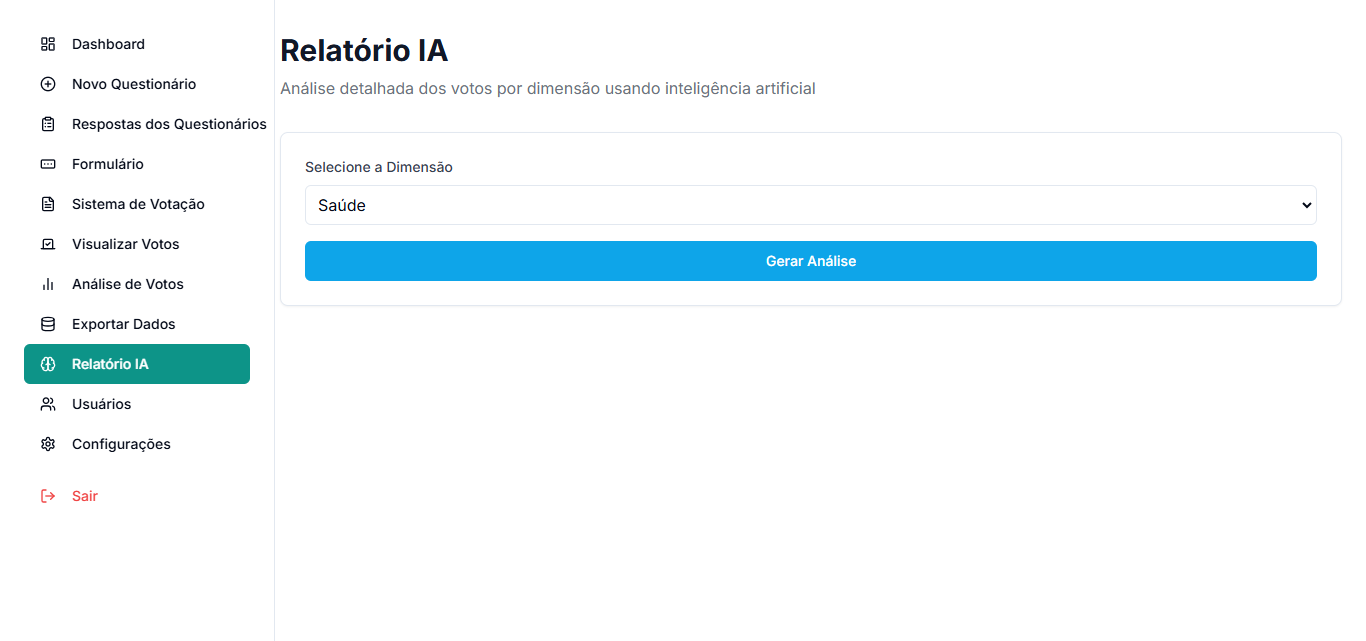 Dashboard
Novo Questionário
Respostas dos Questionários
Formulário
Sistema de Votação
Visualizar Votos
Análise de Votos
Exportar Dados
Relatório IA
Usuários
Configurações
Sair
Relatório IA
Análise detalhada dos votos por dimensão usando inteligência artificial
Selecione a Dimensão
Saúde
Gerar Análise